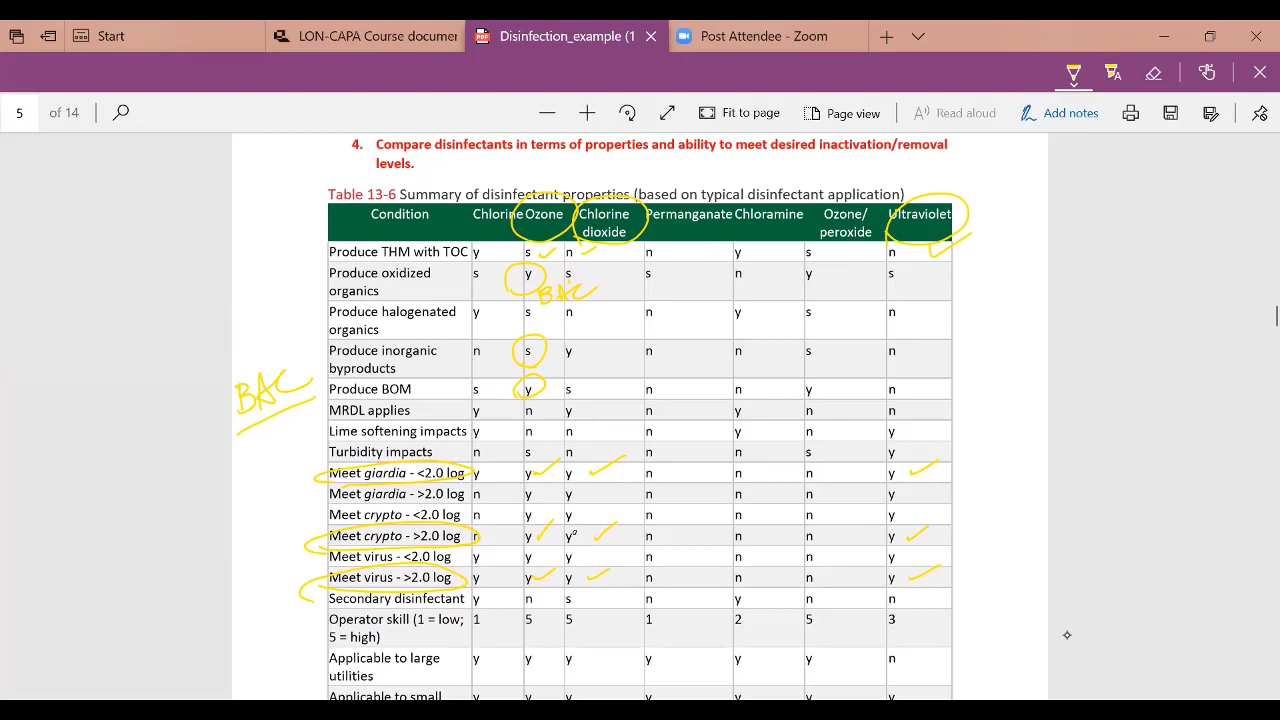 Start
LON-CAPA Course documen
Disinfection_example (1
Post Attendee - Zoom
5 of 14
Fit to page
Page view
Read aloud
Add notes
4. Compare disinfectants in terms of properties and ability to meet desired inactivation/removal
levels.
Table 13-6 Summary of disinfectant properties (based on typical disinfectant application)
Condition Chlorine Ozone Chlorine dioxide Permanganate Chloramine Ozone/ peroxide Ultraviolet
Produce THM with TOC y s n n y s n
Produce oxidized organics s y s s n y s
BAC
Produce halogenated organics y s n n y s n
Produce inorganic byproducts n s y n n s n
BAC
Produce BOM s y s n n y n
MRDL applies y n y n y n n
Lime softening impacts y n n n y n y
Turbidity impacts n s n n n s y
Meet giardia - <2.0 log y y y n n n y
Meet giardia - >2.0 log n y y n n n y
Meet crypto - <2.0 log n y y n n n y
Meet crypto - >2.0 log n y yᵃ n n n y
Meet virus - <2.0 log y y y n n n y
Meet virus - >2.0 log y y y n n n y
Secondary disinfectant y n s n y n n
Operator skill (1 = low; 5 = high) 1 5 5 1 2 5 3
Applicable to large utilities y y y y y y n
Applicable to small y y y y y y y